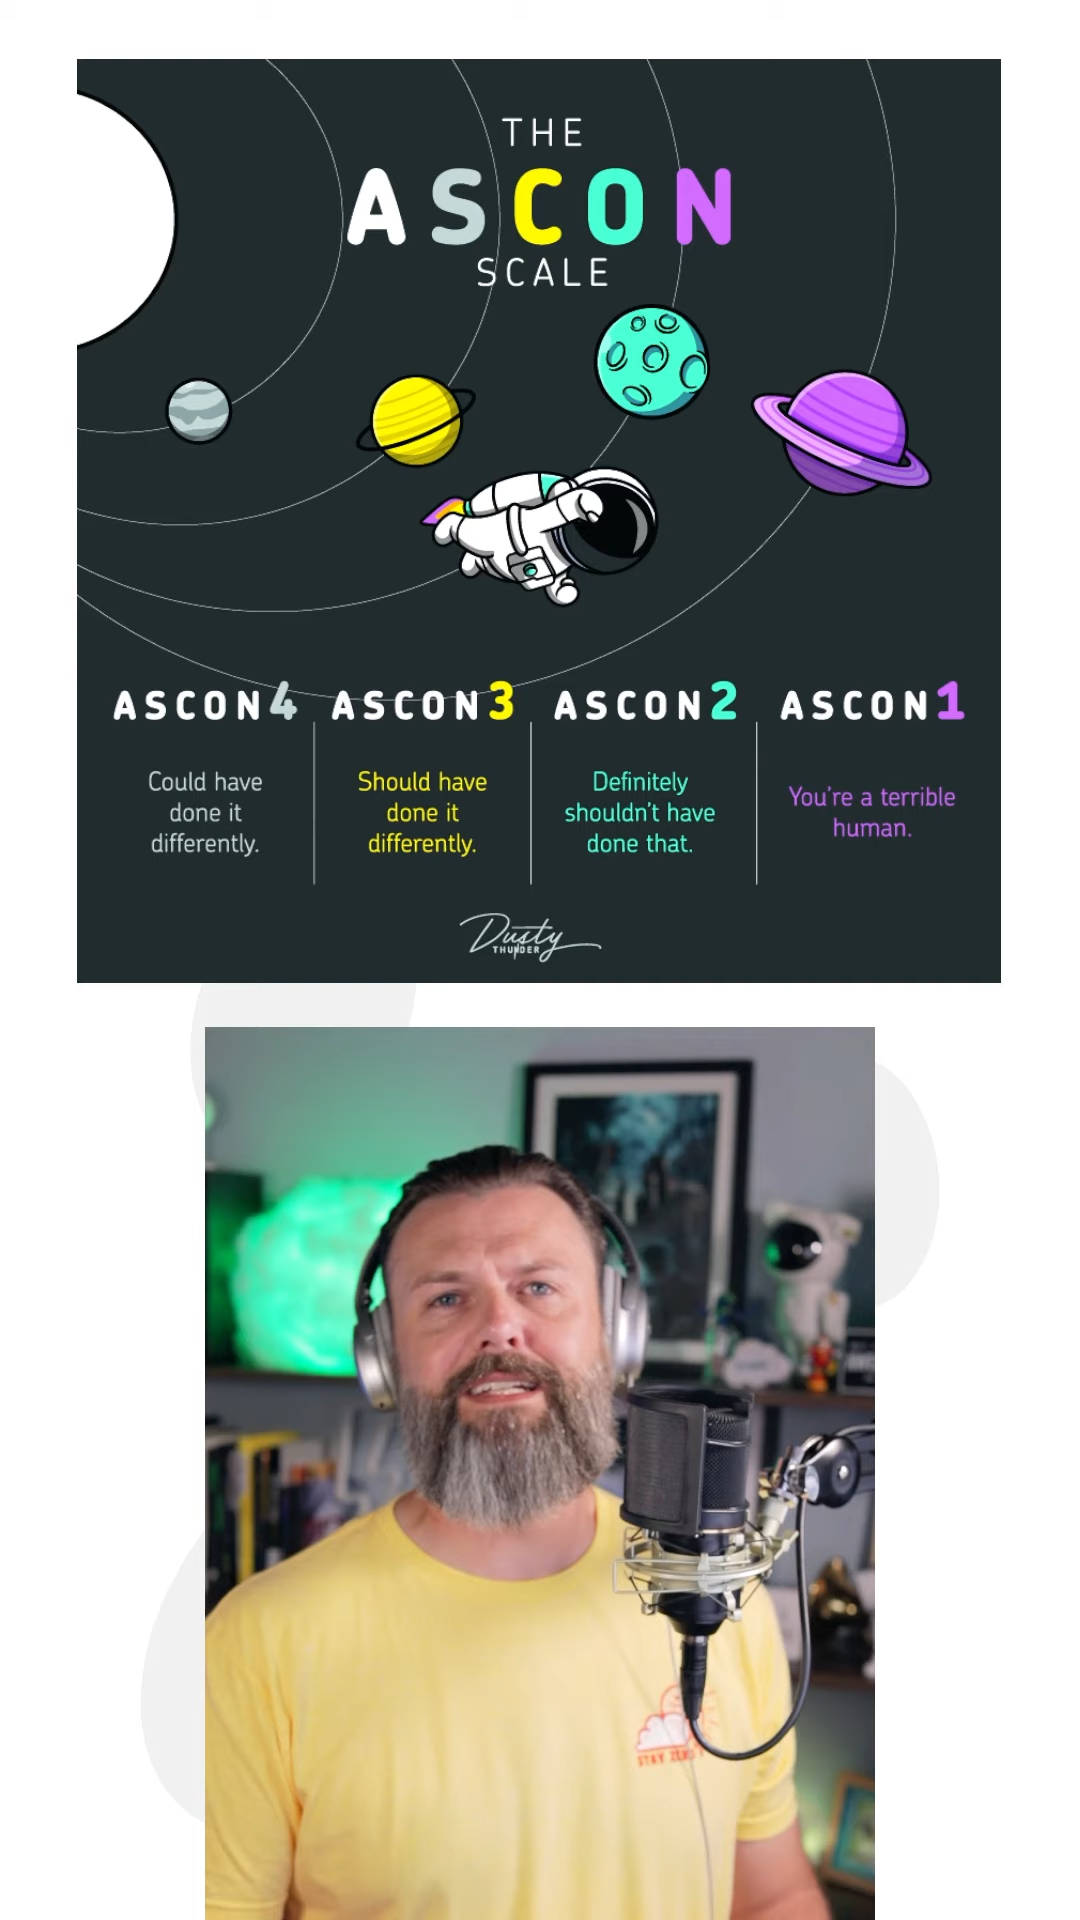 THE
ASCON
SCALE
ASCON4 ASCON3 ASCON2 ASCON1
Could have
done it
differently.
Should have
done it
differently.
Definitely
shouldn't have
done that.
You're a terrible
human.
Dusty
THUNDER
STAY